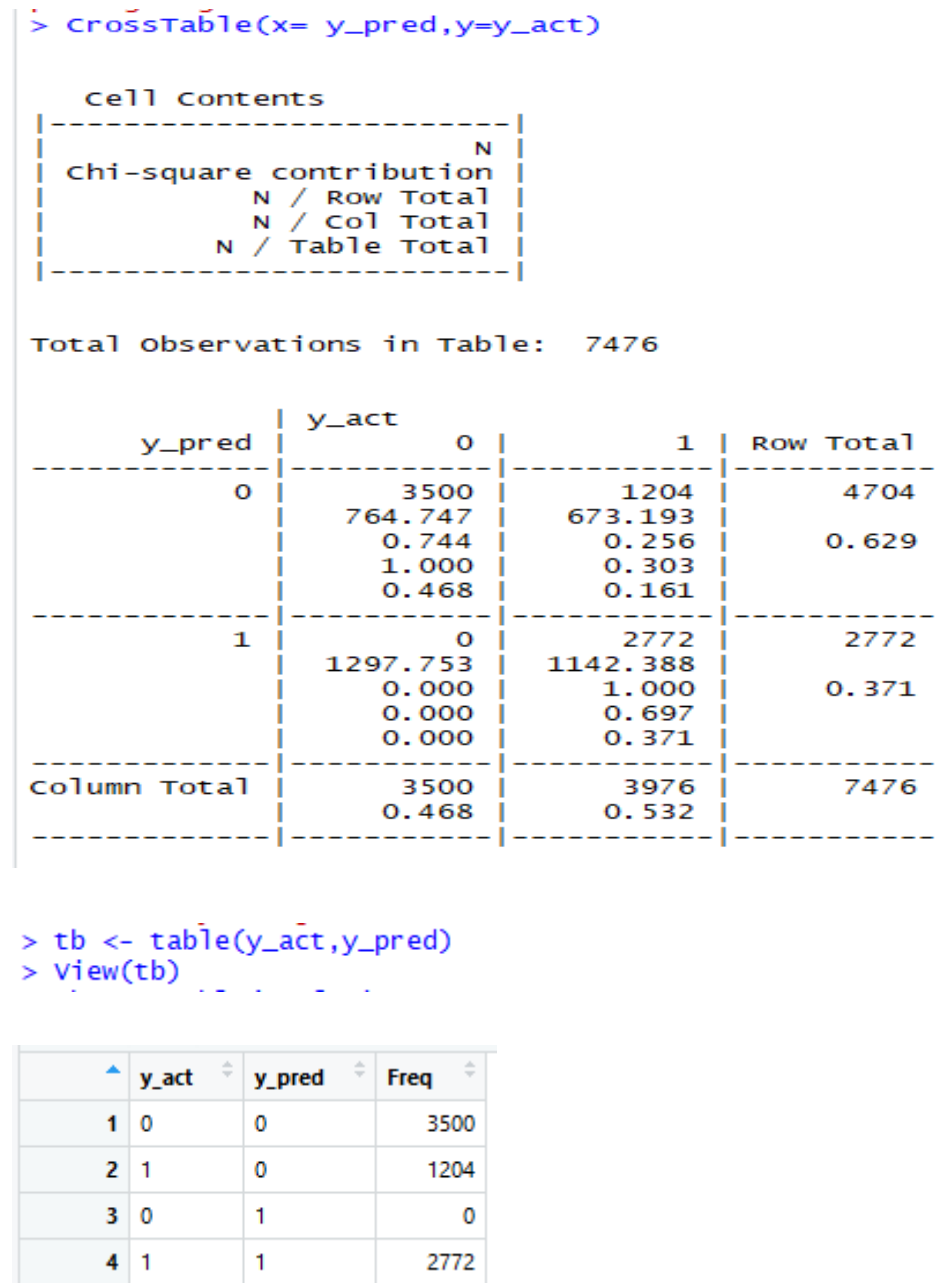 > CrossTable(x= y_pred,y=y_act)
Cell Contents
|-------------------------|
|                       N |
| Chi-square contribution |
|           N / Row Total |
|           N / Col Total |
|         N / Table Total |
|-------------------------|
Total Observations in Table:  7476
             | y_act
      y_pred |         0 |         1 | Row Total |
-------------|-----------|-----------|-----------
           0 |      3500 |      1204 |      4704
             |   764.747 |   673.193 |
             |     0.744 |     0.256 |     0.629
             |     1.000 |     0.303 |
             |     0.468 |     0.161 |
-------------|-----------|-----------|-----------
           1 |         0 |      2772 |      2772
             |  1297.753 |  1142.388 |
             |     0.000 |     1.000 |     0.371
             |     0.000 |     0.697 |
             |     0.000 |     0.371 |
-------------|-----------|-----------|-----------
Column Total |      3500 |      3976 |      7476
             |     0.468 |     0.532 |
-------------|-----------|-----------|-----------
> tb <- table(y_act,y_pred)
> View(tb)
y_act y_pred Freq
1 0 0 3500
2 1 0 1204
3 0 1 0
4 1 1 2772